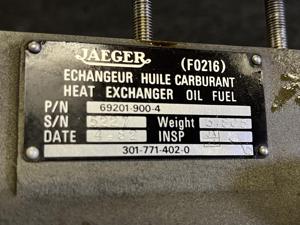 JAEGER (F0216)
ECHANGEUR HUILE CARBURANT
HEAT EXCHANGER OIL FUEL
P/N 69201-900-4
S/N 5227 Weight
DATE 4-82 INSP
301-771-402-0